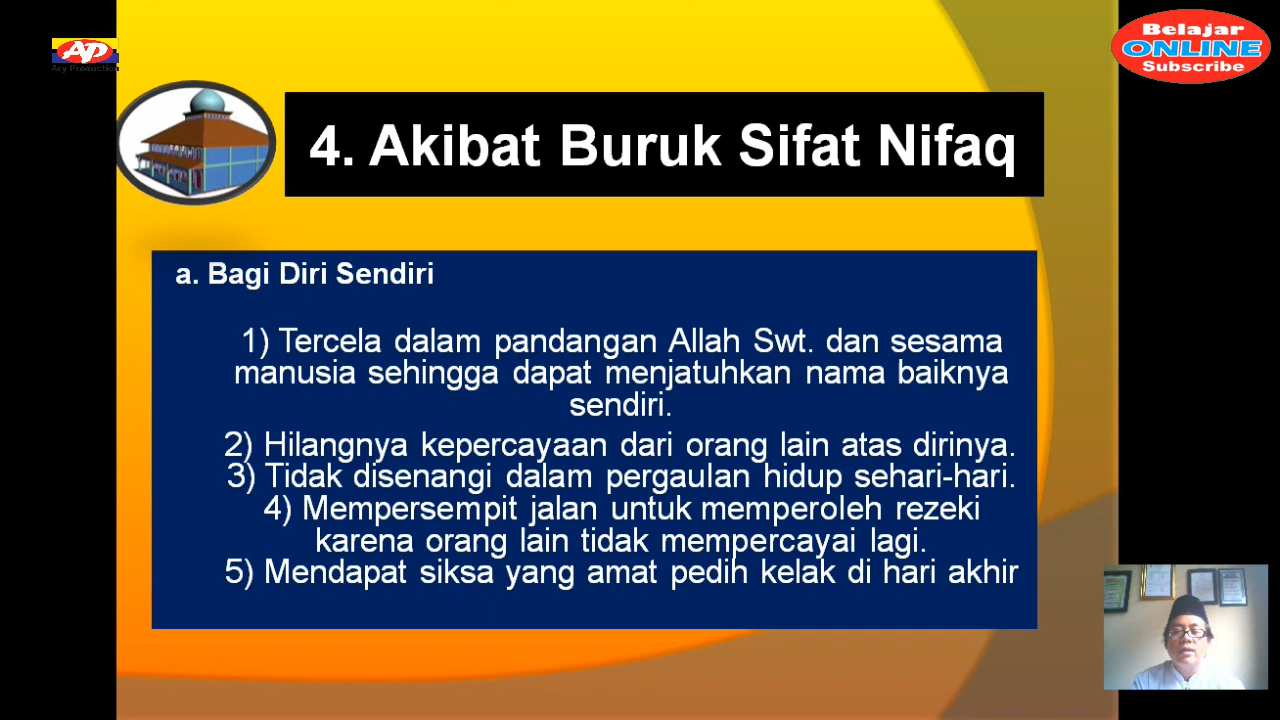 AP
Ary Production
Belajar
ONLINE
Subscribe
4. Akibat Buruk Sifat Nifaq
a. Bagi Diri Sendiri
1) Tercela dalam pandangan Allah Swt. dan sesama
manusia sehingga dapat menjatuhkan nama baiknya
sendiri.
2) Hilangnya kepercayaan dari orang lain atas dirinya.
3) Tidak disenangi dalam pergaulan hidup sehari-hari.
4) Mempersempit jalan untuk memperoleh rezeki
karena orang lain tidak mempercayai lagi.
5) Mendapat siksa yang amat pedih kelak di hari akhir